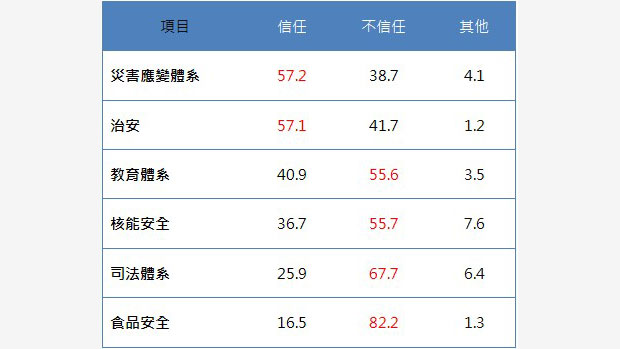 項目 信任 不信任 其他
災害應變體系 57.2 38.7 4.1
治安 57.1 41.7 1.2
教育體系 40.9 55.6 3.5
核能安全 36.7 55.7 7.6
司法體系 25.9 67.7 6.4
食品安全 16.5 82.2 1.3